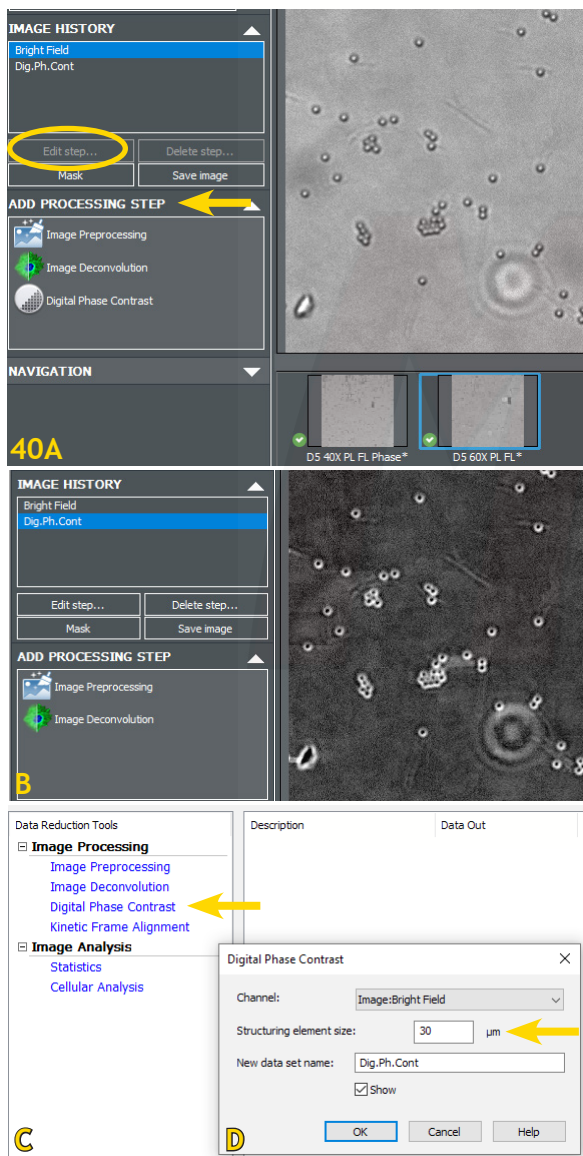 IMAGE HISTORY
Bright Field
Dig.Ph.Cont
Edit step...
Delete step...
Mask
Save image
ADD PROCESSING STEP
Image Preprocessing
Image Deconvolution
Digital Phase Contrast
NAVIGATION
40A
D5 40X PL FL Phase*
D5 60X PL FL*
IMAGE HISTORY
Bright Field
Dig.Ph.Cont
Edit step...
Delete step...
Mask
Save image
ADD PROCESSING STEP
Image Preprocessing
Image Deconvolution
B
Data Reduction Tools
Image Processing
Image Preprocessing
Image Deconvolution
Digital Phase Contrast
Kinetic Frame Alignment
Image Analysis
Statistics
Cellular Analysis
C
Description
Data Out
Digital Phase Contrast
Channel:
Image:Bright Field
Structuring element size:
30
µm
New data set name:
Dig.Ph.Cont
Show
D
OK
Cancel
Help